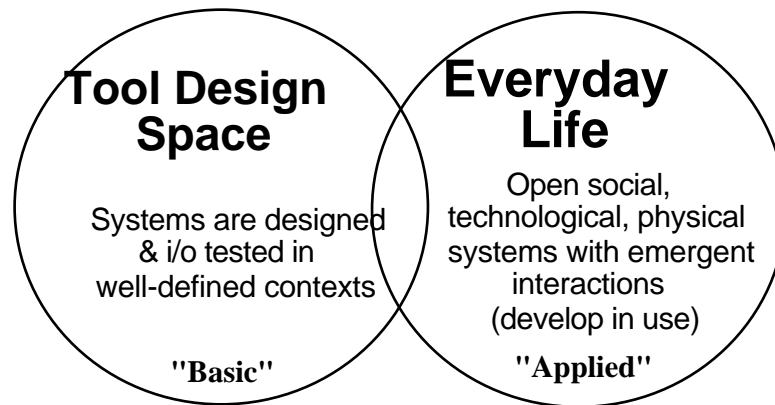 Tool Design
Space
Systems are designed
& i/o tested in
well-defined contexts
"Basic"
Everyday
Life
Open social,
technological, physical
systems with emergent
interactions
(develop in use)
"Applied"